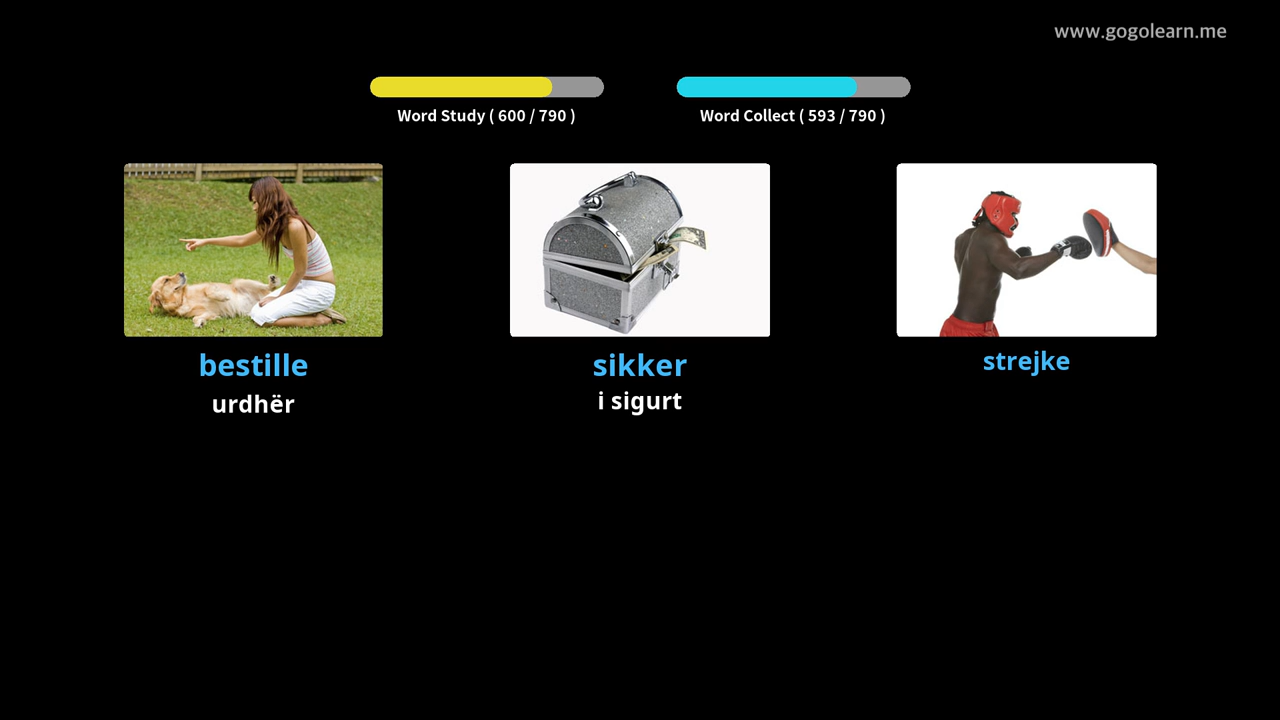 www.gogolearn.me
Word Study ( 600 / 790 )
Word Collect ( 593 / 790 )
bestille
urdhër
sikker
i sigurt
strejke